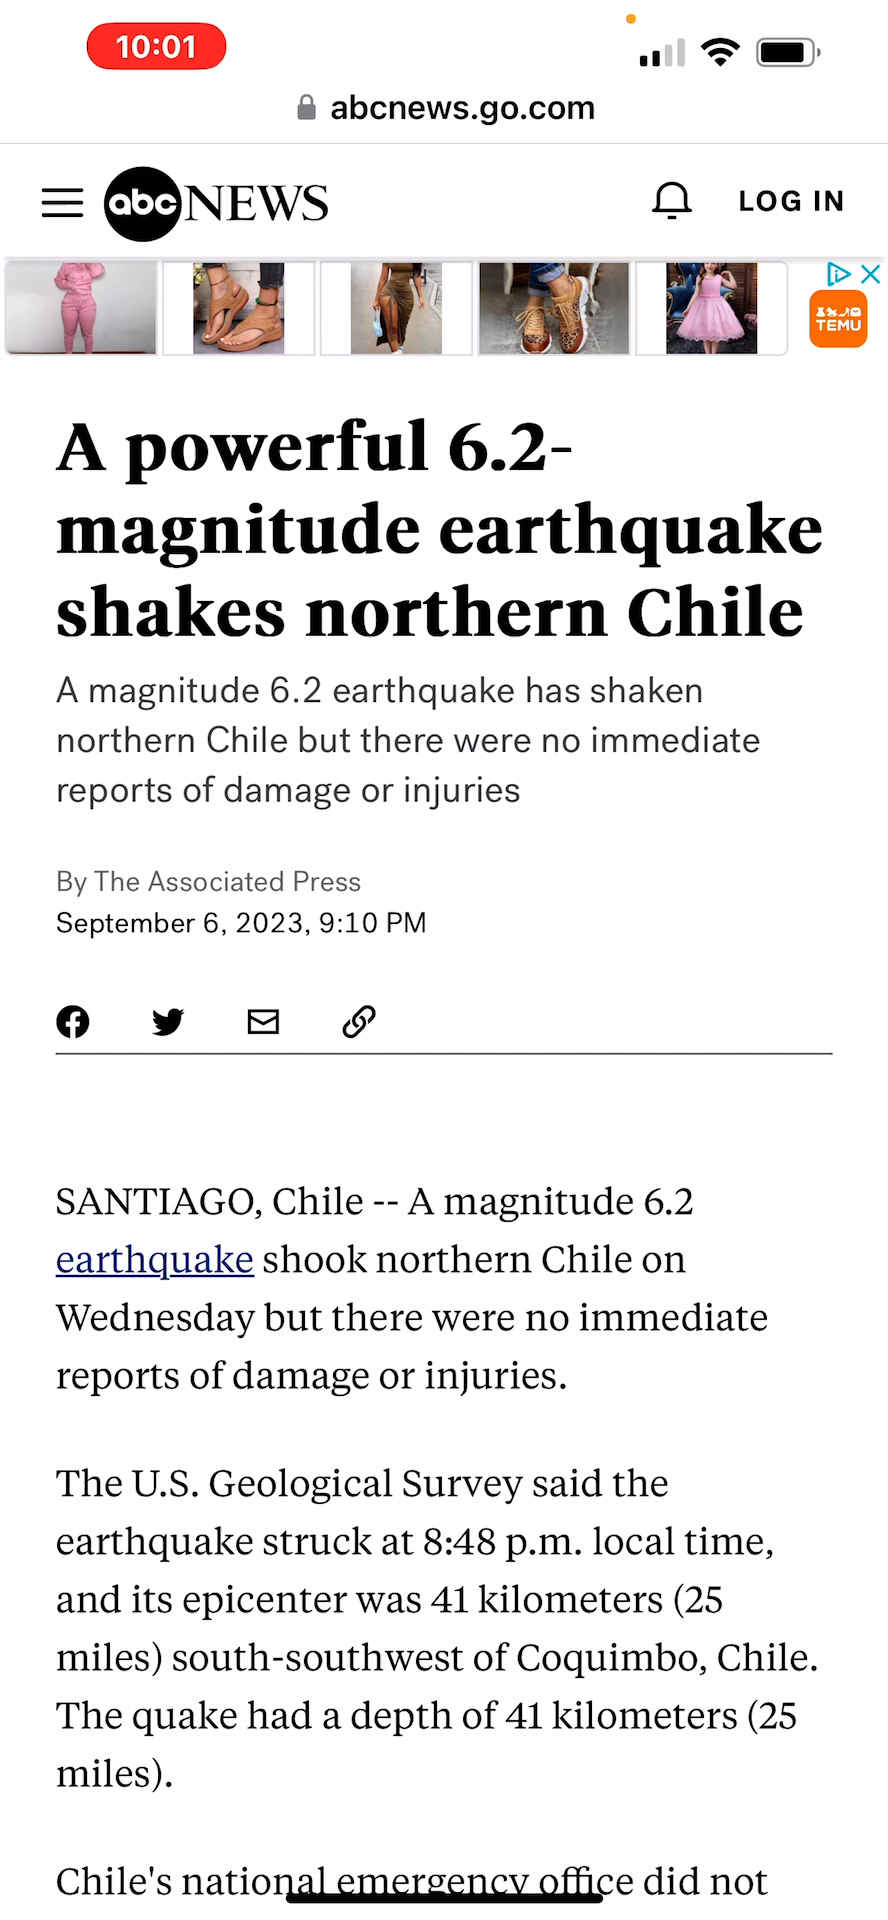 10:01
abcnews.go.com
abc NEWS
LOG IN
TEMU
A powerful 6.2-
magnitude earthquake
shakes northern Chile
A magnitude 6.2 earthquake has shaken
northern Chile but there were no immediate
reports of damage or injuries
By The Associated Press
September 6, 2023, 9:10 PM
SANTIAGO, Chile -- A magnitude 6.2
earthquake shook northern Chile on
Wednesday but there were no immediate
reports of damage or injuries.
The U.S. Geological Survey said the
earthquake struck at 8:48 p.m. local time,
and its epicenter was 41 kilometers (25
miles) south-southwest of Coquimbo, Chile.
The quake had a depth of 41 kilometers (25
miles).
Chile's national emergency office did not